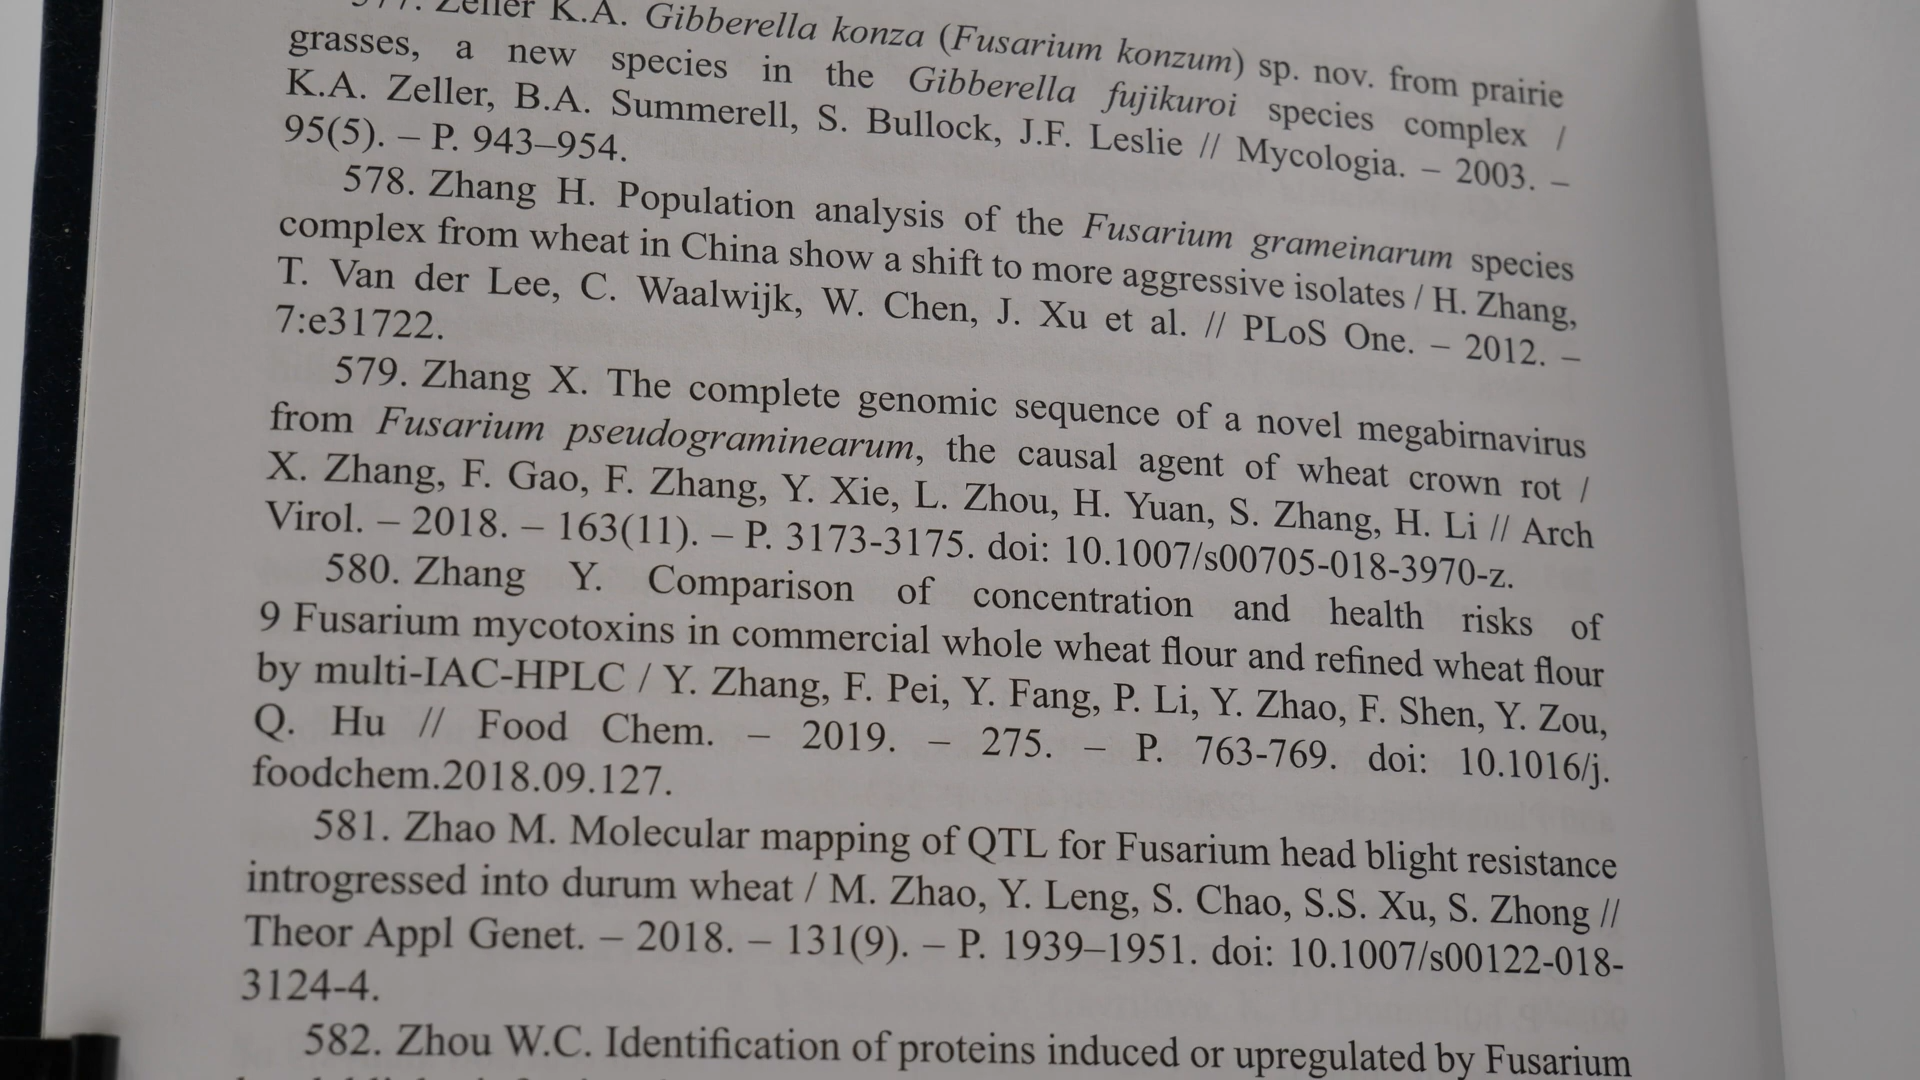 577. Zeller K.A. Gibberella konza (Fusarium konzum) sp. nov. from prairie
grasses, a new species in the Gibberella fujikuroi species complex /
K.A. Zeller, B.A. Summerell, S. Bullock, J.F. Leslie // Mycologia. – 2003. –
95(5). – P. 943–954.
578. Zhang H. Population analysis of the Fusarium grameinarum species
complex from wheat in China show a shift to more aggressive isolates / H. Zhang,
T. Van der Lee, C. Waalwijk, W. Chen, J. Xu et al. // PLoS One. – 2012. –
7:e31722.
579. Zhang X. The complete genomic sequence of a novel megabirnavirus
from Fusarium pseudograminearum, the causal agent of wheat crown rot /
X. Zhang, F. Gao, F. Zhang, Y. Xie, L. Zhou, H. Yuan, S. Zhang, H. Li // Arch
Virol. – 2018. – 163(11). – P. 3173-3175. doi: 10.1007/s00705-018-3970-z.
580. Zhang Y. Comparison of concentration and health risks of
9 Fusarium mycotoxins in commercial whole wheat flour and refined wheat flour
by multi-IAC-HPLC / Y. Zhang, F. Pei, Y. Fang, P. Li, Y. Zhao, F. Shen, Y. Zou,
Q. Hu // Food Chem. – 2019. – 275. – P. 763-769. doi: 10.1016/j.
foodchem.2018.09.127.
581. Zhao M. Molecular mapping of QTL for Fusarium head blight resistance
introgressed into durum wheat / M. Zhao, Y. Leng, S. Chao, S.S. Xu, S. Zhong //
Theor Appl Genet. – 2018. – 131(9). – P. 1939–1951. doi: 10.1007/s00122-018-
3124-4.
582. Zhou W.C. Identification of proteins induced or upregulated by Fusarium